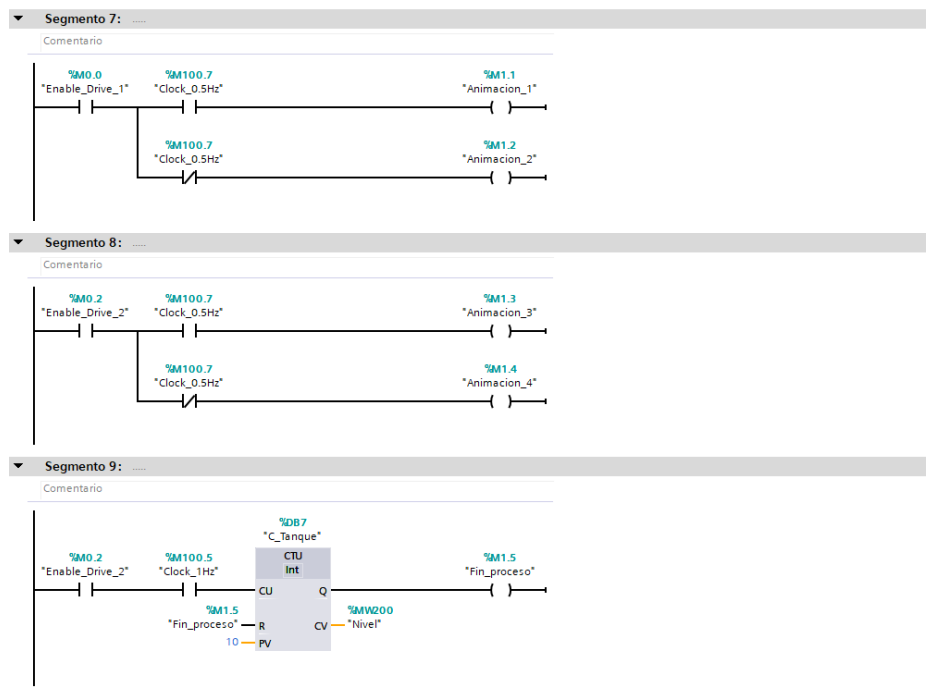 Segmento 7: .....
Comentario
%M0.0 %M100.7 %M1.1
"Enable_Drive_1" "Clock_0.5Hz" "Animacion_1"
%M100.7 %M1.2
"Clock_0.5Hz" "Animacion_2"
Segmento 8: .....
Comentario
%M0.2 %M100.7 %M1.3
"Enable_Drive_2" "Clock_0.5Hz" "Animacion_3"
%M100.7 %M1.4
"Clock_0.5Hz" "Animacion_4"
Segmento 9: .....
Comentario
%DB7
"C_Tanque"
%M0.2 %M100.5 CTU %M1.5
"Enable_Drive_2" "Clock_1Hz" Int "Fin_proceso"
CU Q
%M1.5 %MW200
"Fin_proceso" R CV "Nivel"
10 PV